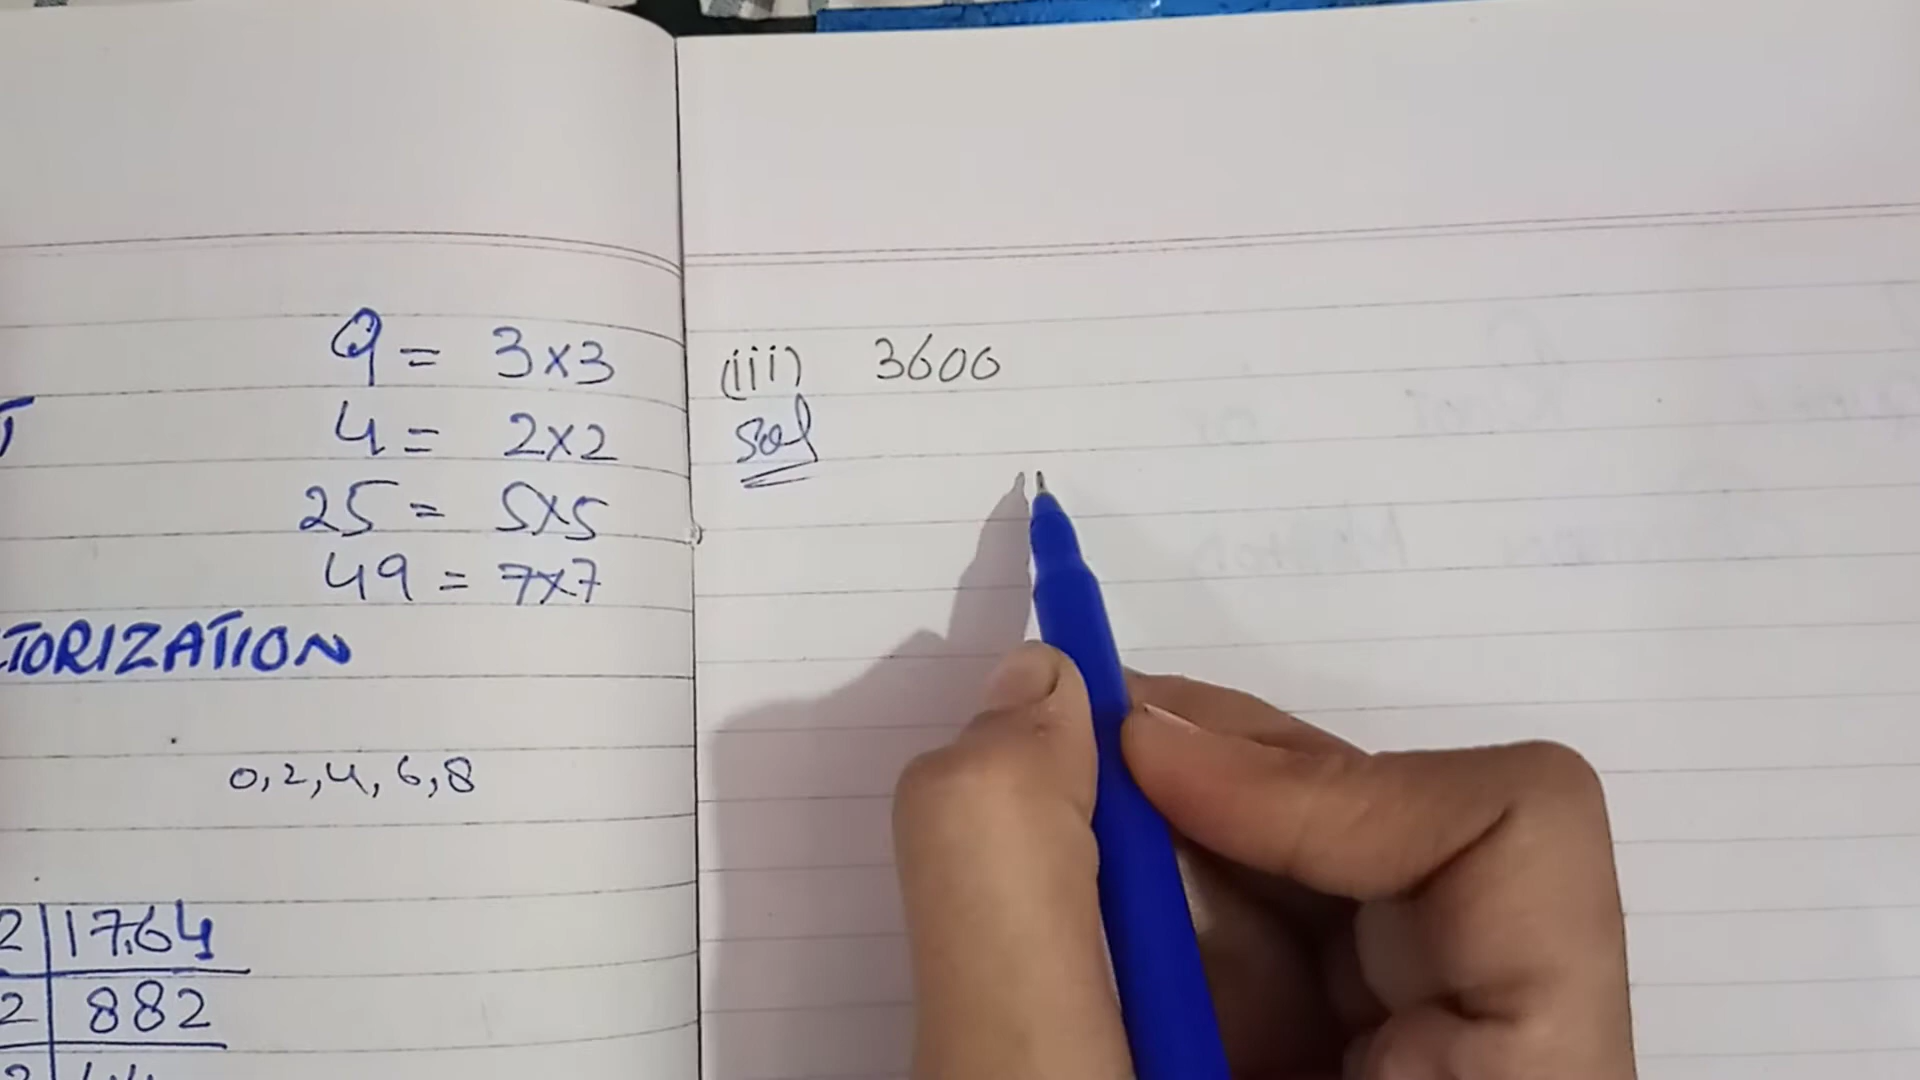 9 = 3x3
4 = 2x2
25 = 5x5
49 = 7x7
TORIZATION
0,2,4,6,8
2 1764
2 882
(iii) 3600
Sol